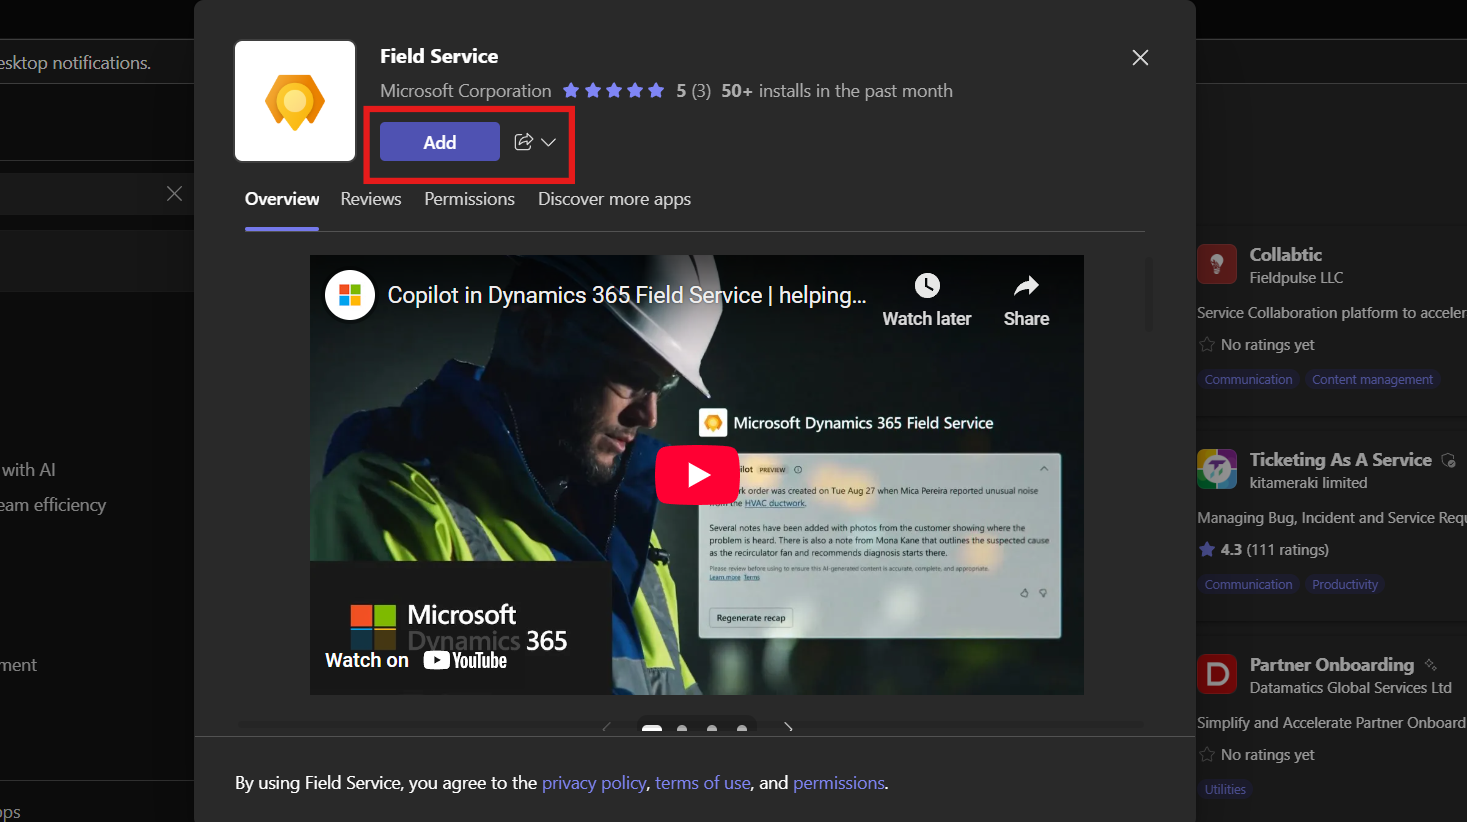 esktop notifications.
with AI
eam efficiency
ment
ops
Field Service
Microsoft Corporation 5 (3) 50+ installs in the past month
Add
Overview Reviews Permissions Discover more apps
Copilot in Dynamics 365 Field Service | helping...
Watch later Share
Microsoft Dynamics 365 Field Service
ilot PREVIEW
rk order was created on Tue Aug 27 when Mica Pereira reported unusual noise
the HVAC ductwork.
Several notes have been added with photos from the customer showing where the
problem is heard. There is also a note from Mona Kane that outlines the suspected cause
as the recirculator fan and recommends diagnosis starts there.
Please review before using to ensure this AI-generated content is accurate, complete, and appropriate.
Learn more Terms
Regenerate recap
Microsoft
Dynamics 365
Watch on YouTube
By using Field Service, you agree to the privacy policy, terms of use, and permissions.
Collabtic
Fieldpulse LLC
Service Collaboration platform to acceler
No ratings yet
Communication Content management
Ticketing As A Service
kitameraki limited
Managing Bug, Incident and Service Requ
4.3 (111 ratings)
Communication Productivity
Partner Onboarding
Datamatics Global Services Ltd
Simplify and Accelerate Partner Onboard
No ratings yet
Utilities